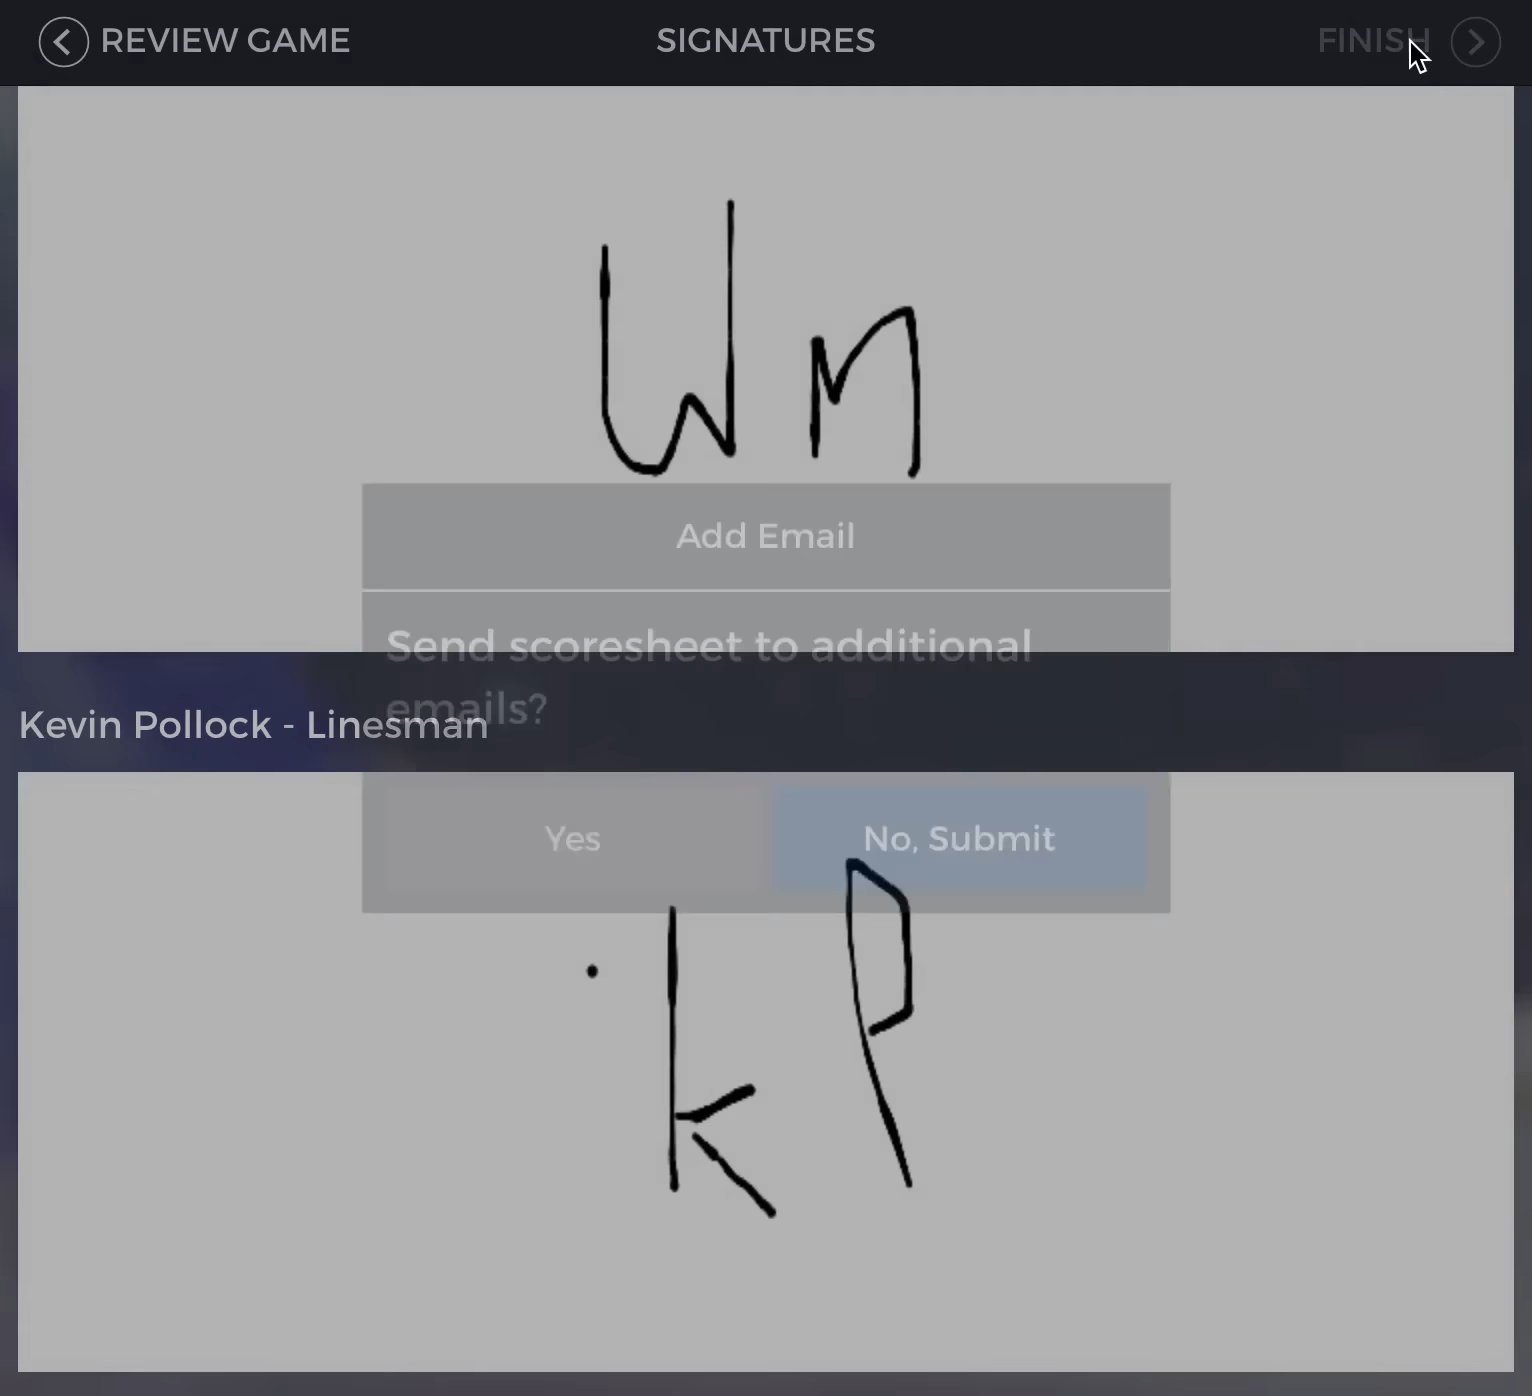 REVIEW GAME
SIGNATURES
FINISH
Wm
Add Email
Send scoresheet to additional
emails?
Kevin Pollock - Linesman
Yes
No, Submit
KP